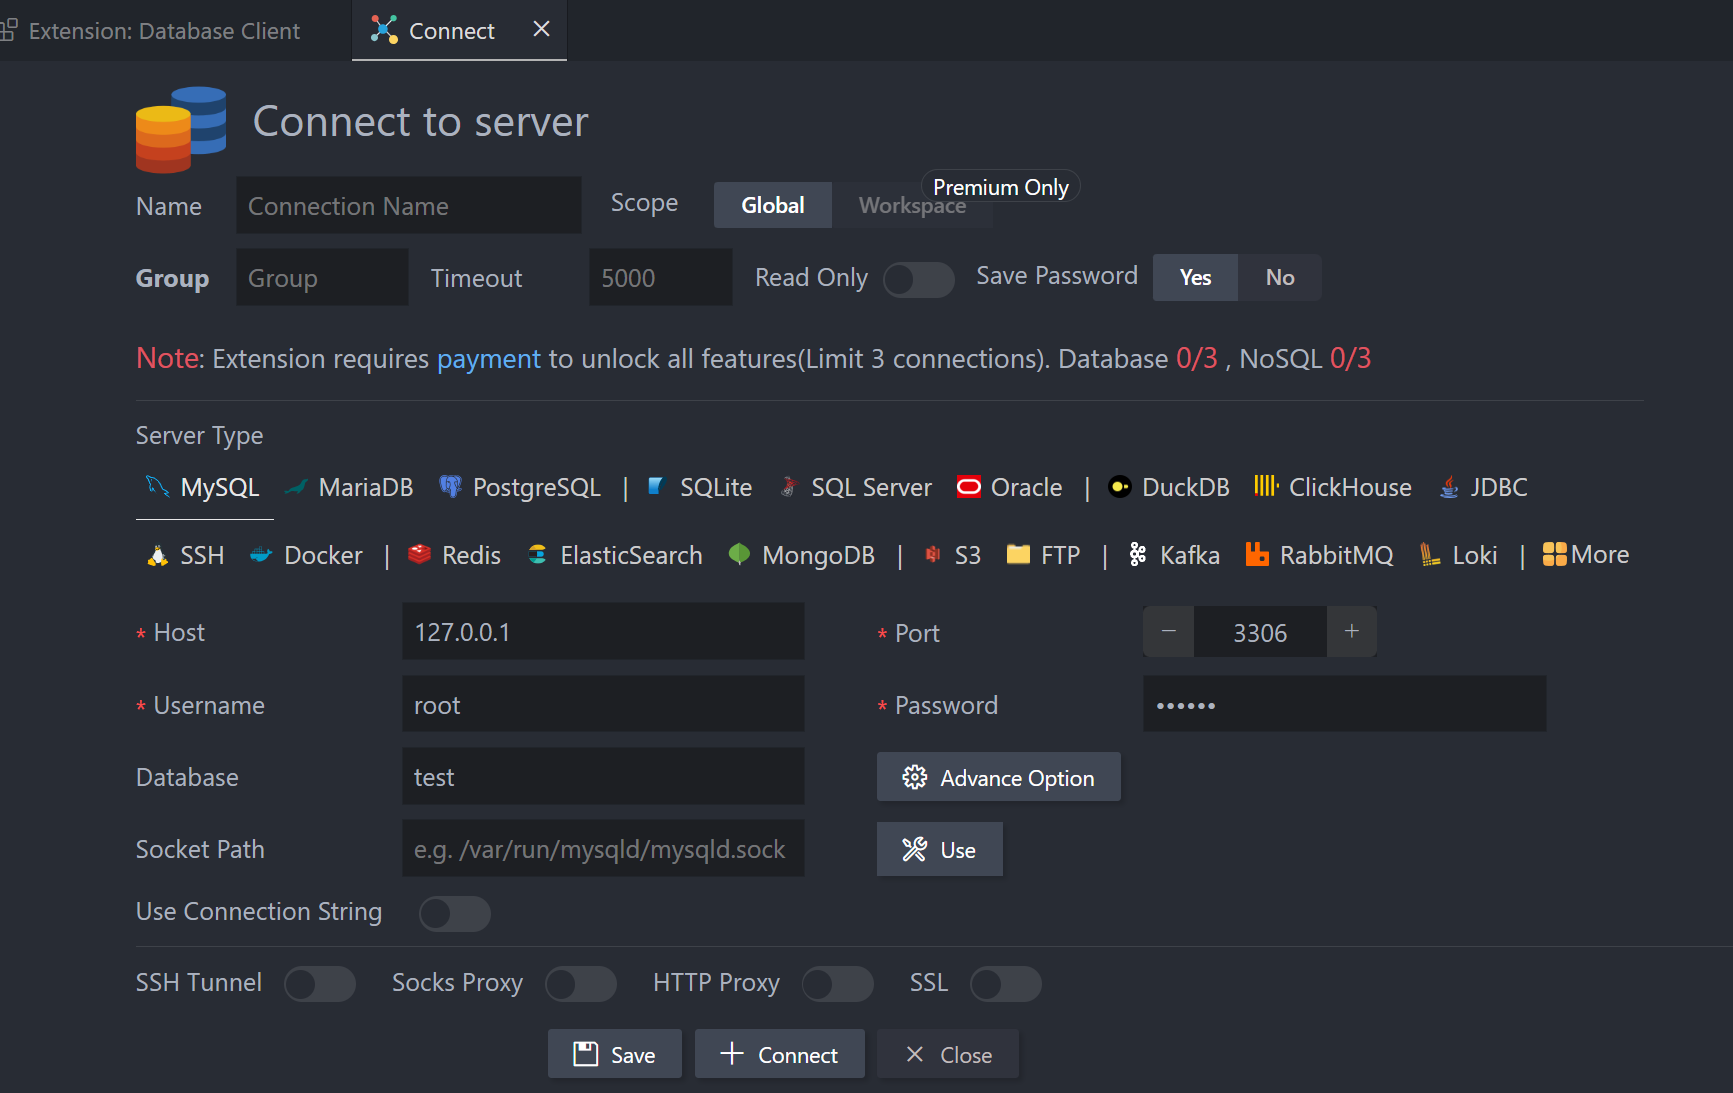 Extension: Database Client Connect
Connect to server
Name Connection Name Scope Global Workspace Premium Only
Group Group Timeout 5000 Read Only Save Password Yes No
Note: Extension requires payment to unlock all features(Limit 3 connections). Database 0/3 , NoSQL 0/3
Server Type
MySQL MariaDB PostgreSQL | SQLite SQL Server Oracle | DuckDB ClickHouse JDBC
SSH Docker | Redis ElasticSearch MongoDB | S3 FTP | Kafka RabbitMQ Loki | More
* Host 127.0.0.1 * Port − 3306 +
* Username root * Password ••••••
Database test Advance Option
Socket Path e.g. /var/run/mysqld/mysqld.sock Use
Use Connection String
SSH Tunnel Socks Proxy HTTP Proxy SSL
Save Connect Close